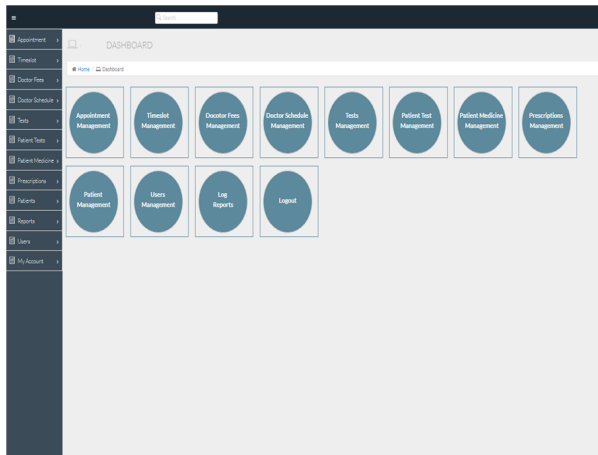 Search
Appointment
Timeslot
Doctor Fees
Doctor Schedule
Tests
Patient Tests
Patient Medicine
Prescriptions
Patients
Reports
Users
My Account
DASHBOARD
Home / Dashboard
Appointment
Management
Timeslot
Management
Docotor Fees
Management
Doctor Schedule
Management
Tests
Management
Patient Test
Management
Patient Medicine
Management
Prescriptions
Management
Patient
Management
Users
Management
Log
Reports
Logout